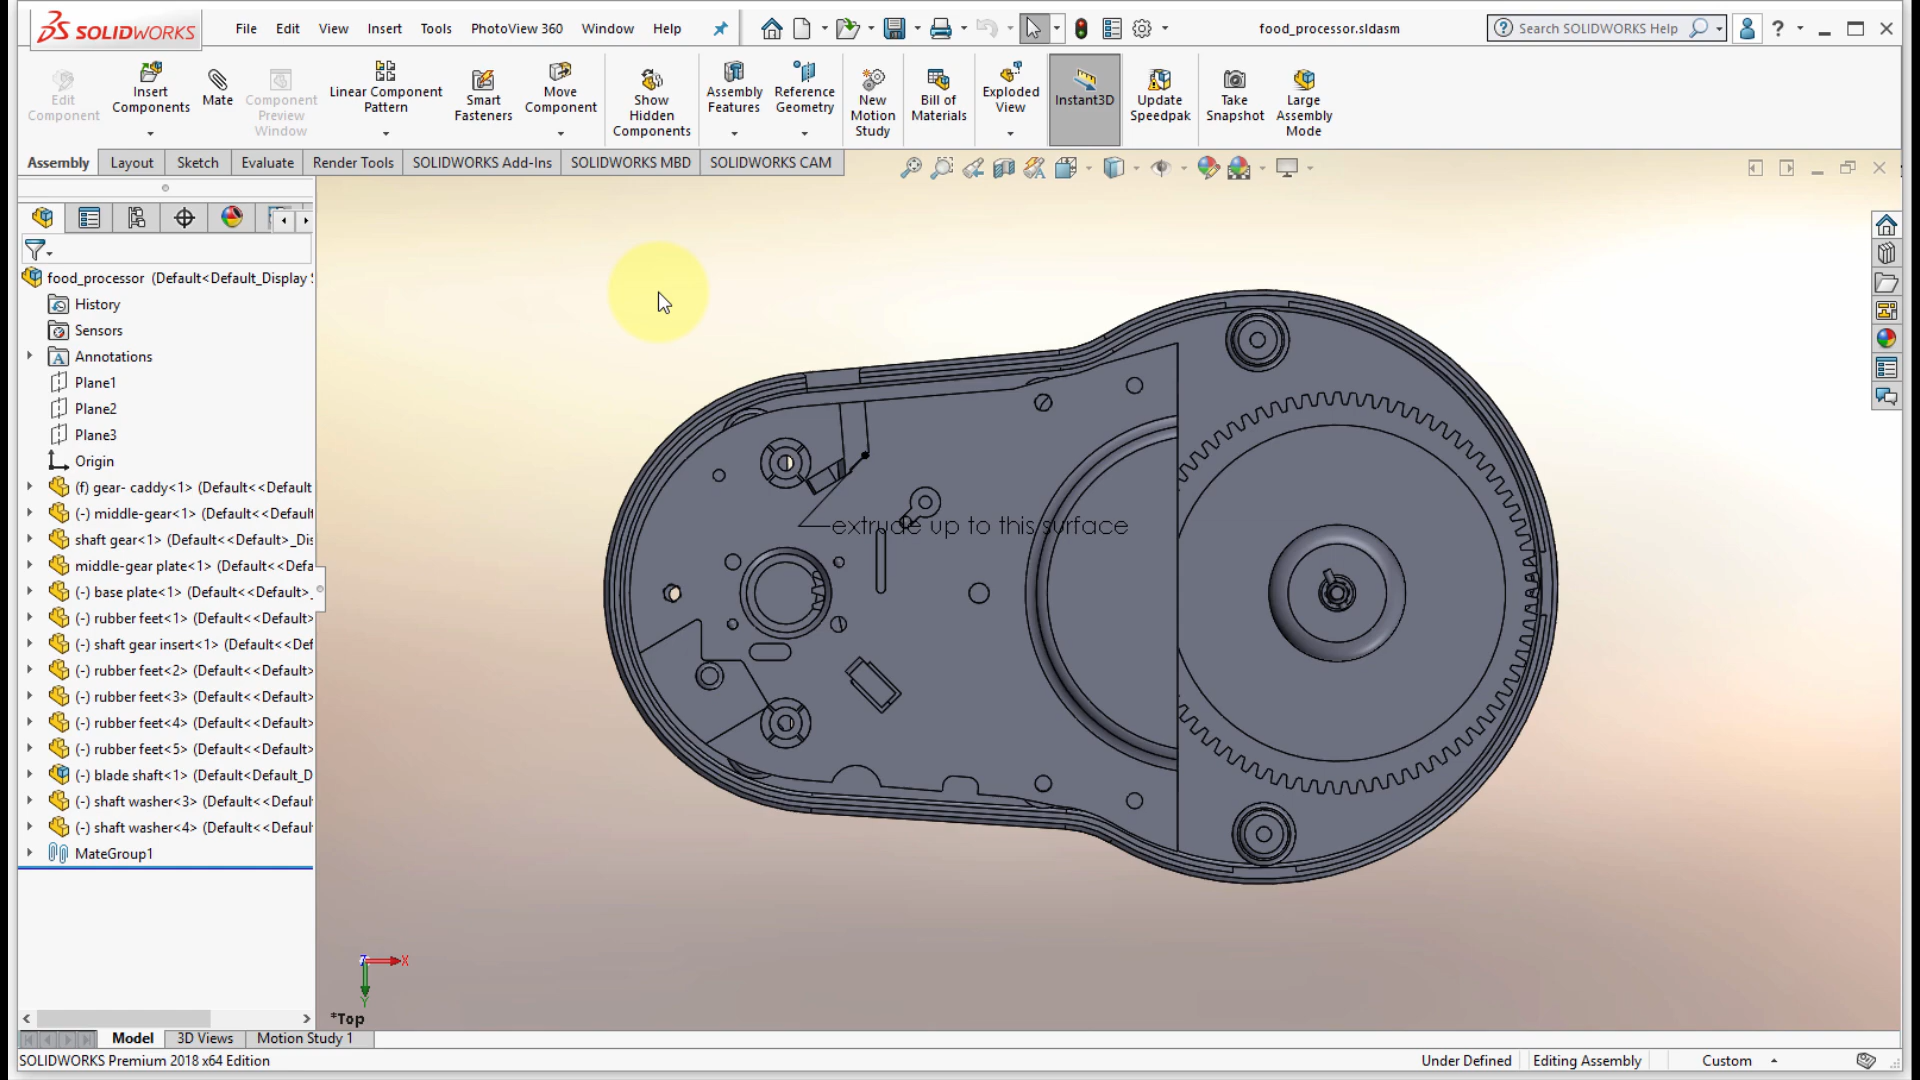 SOLIDWORKS
File Edit View Insert Tools PhotoView 360 Window Help
food_processor.sldasm
Search SOLIDWORKS Help
Edit Component
Insert Components
Mate
Component Preview Window
Linear Component Pattern
Smart Fasteners
Move Component
Show Hidden Components
Assembly Features
Reference Geometry
New Motion Study
Bill of Materials
Exploded View
Instant3D
Update Speedpak
Take Snapshot
Large Assembly Mode
Assembly Layout Sketch Evaluate Render Tools SOLIDWORKS Add-Ins SOLIDWORKS MBD SOLIDWORKS CAM
food_processor (Default<Default_Display
History
Sensors
Annotations
Plane1
Plane2
Plane3
Origin
(f) gear- caddy<1> (Default<<Default
(-) middle-gear<1> (Default<<Default
shaft gear<1> (Default<<Default>_Dis
middle-gear plate<1> (Default<<Defa
(-) base plate<1> (Default<<Default>_
(-) rubber feet<1> (Default<<Default>
(-) shaft gear insert<1> (Default<<Def
(-) rubber feet<2> (Default<<Default>
(-) rubber feet<3> (Default<<Default>
(-) rubber feet<4> (Default<<Default>
(-) rubber feet<5> (Default<<Default>
(-) blade shaft<1> (Default<Default_D
(-) shaft washer<3> (Default<<Defaul
(-) shaft washer<4> (Default<<Defaul
MateGroup1
extrude up to this surface
X
Y
Z
*Top
Model 3D Views Motion Study 1
SOLIDWORKS Premium 2018 x64 Edition
Under Defined Editing Assembly Custom